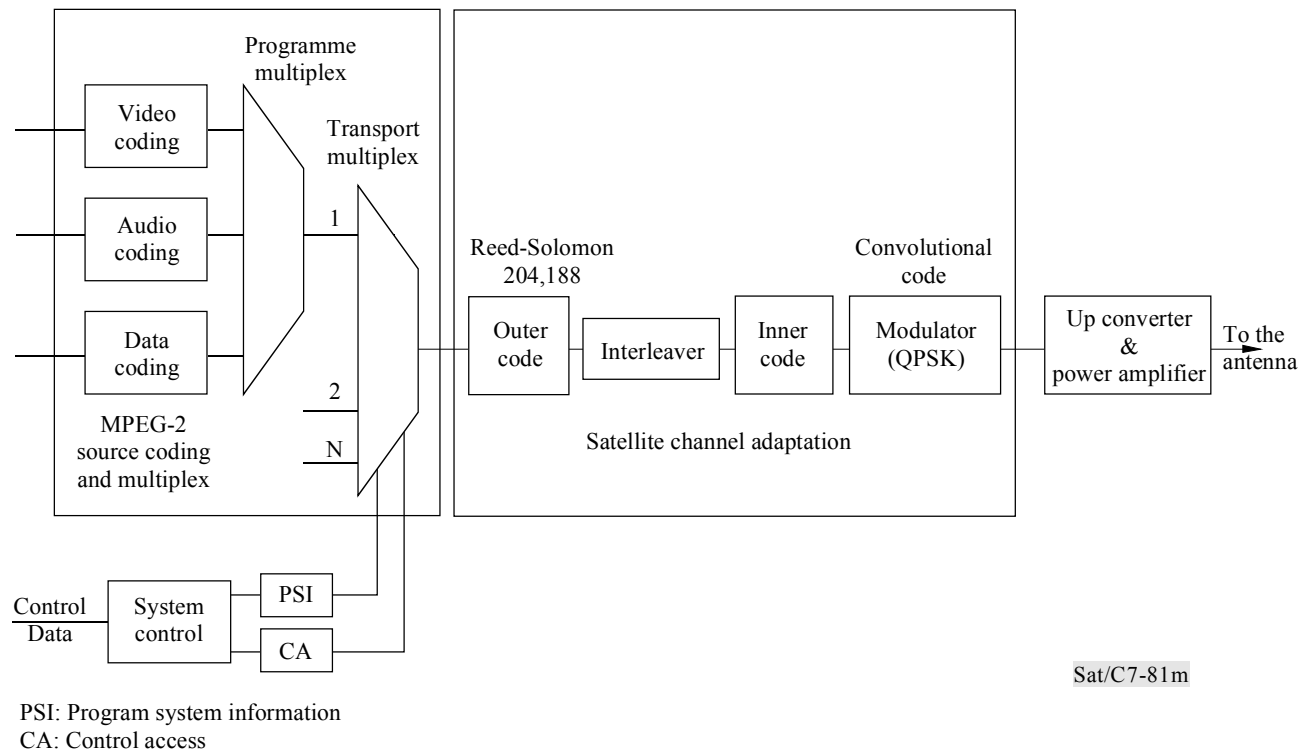 Programme
multiplex
Video
coding
Transport
multiplex
Audio
coding
1
Reed-Solomon
204,188
Convolutional
code
Data
coding
Outer
code
Interleaver
Inner
code
Modulator
(QPSK)
Up converter
&
power amplifier
To the
antenna
2
N
MPEG-2
source coding
and multiplex
Satellite channel adaptation
Control
Data
System
control
PSI
CA
Sat/C7-81m
PSI: Program system information
CA: Control access